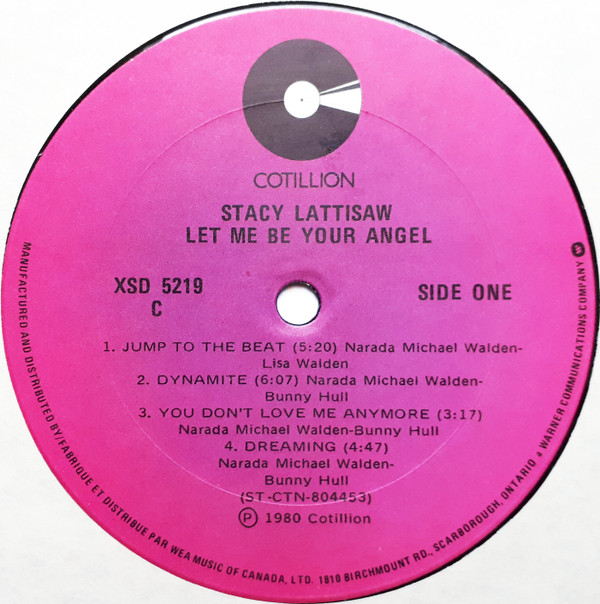 COTILLION
STACY LATTISAW
LET ME BE YOUR ANGEL
XSD 5219
C
SIDE ONE
1. JUMP TO THE BEAT (5:20) Narada Michael Walden-
Lisa Walden
2. DYNAMITE (6:07) Narada Michael Walden-
Bunny Hull
3. YOU DON'T LOVE ME ANYMORE (3:17)
Narada Michael Walden-Bunny Hull
4. DREAMING (4:47)
Narada Michael Walden-
Bunny Hull
(ST-CTN-804453)
Ⓟ 1980 Cotillion
MANUFACTURED AND DISTRIBUTED BY/FABRIQUE ET DISTRIBUE PAR WEA MUSIC OF CANADA, LTD. 1810 BIRCHMOUNT RD., SCARBOROUGH, ONTARIO a WARNER COMMUNICATIONS COMPANY W